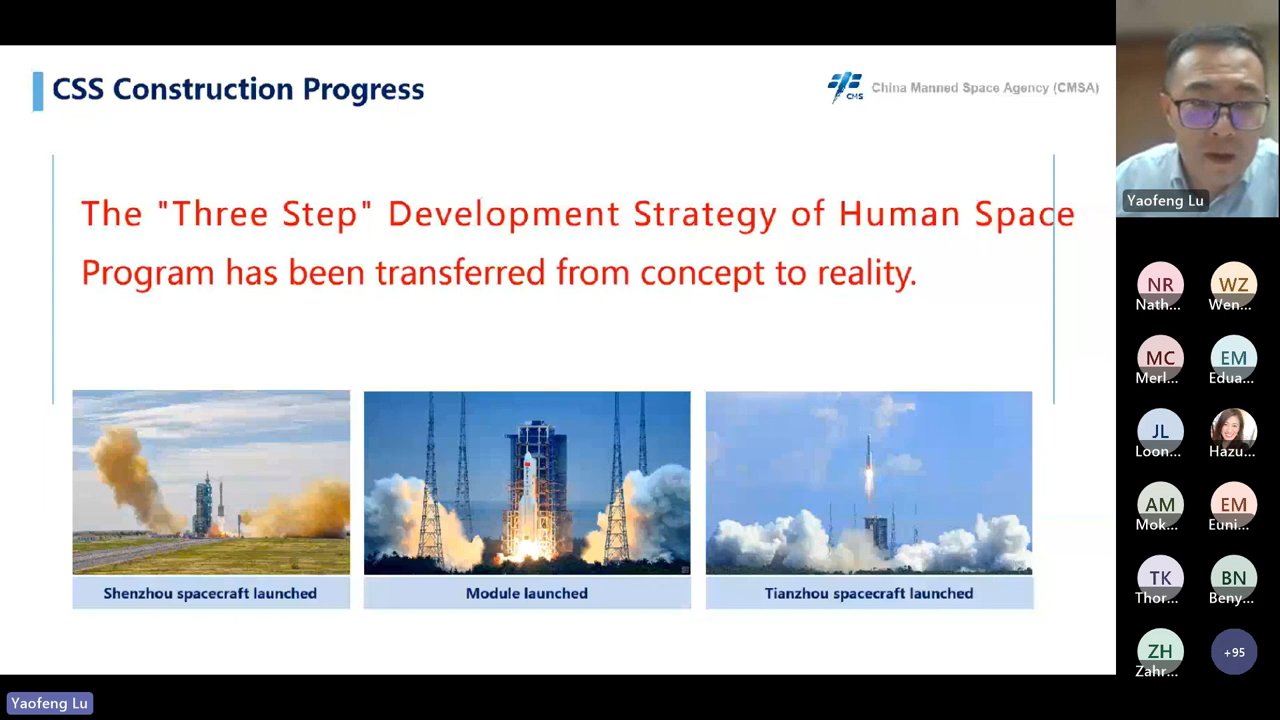 CSS Construction Progress
CMS
China Manned Space Agency (CMSA)
The "Three Step" Development Strategy of Human Space
Program has been transferred from concept to reality.
Shenzhou spacecraft launched
Module launched
Tianzhou spacecraft launched
Yaofeng Lu
NR
WZ
Nath...
Wen...
MC
EM
Merl...
Edua...
JL
Loon...
Hazu...
AM
EM
Mok...
Euni...
TK
BN
Thor...
Beny...
ZH
+95
Zahr...
Yaofeng Lu